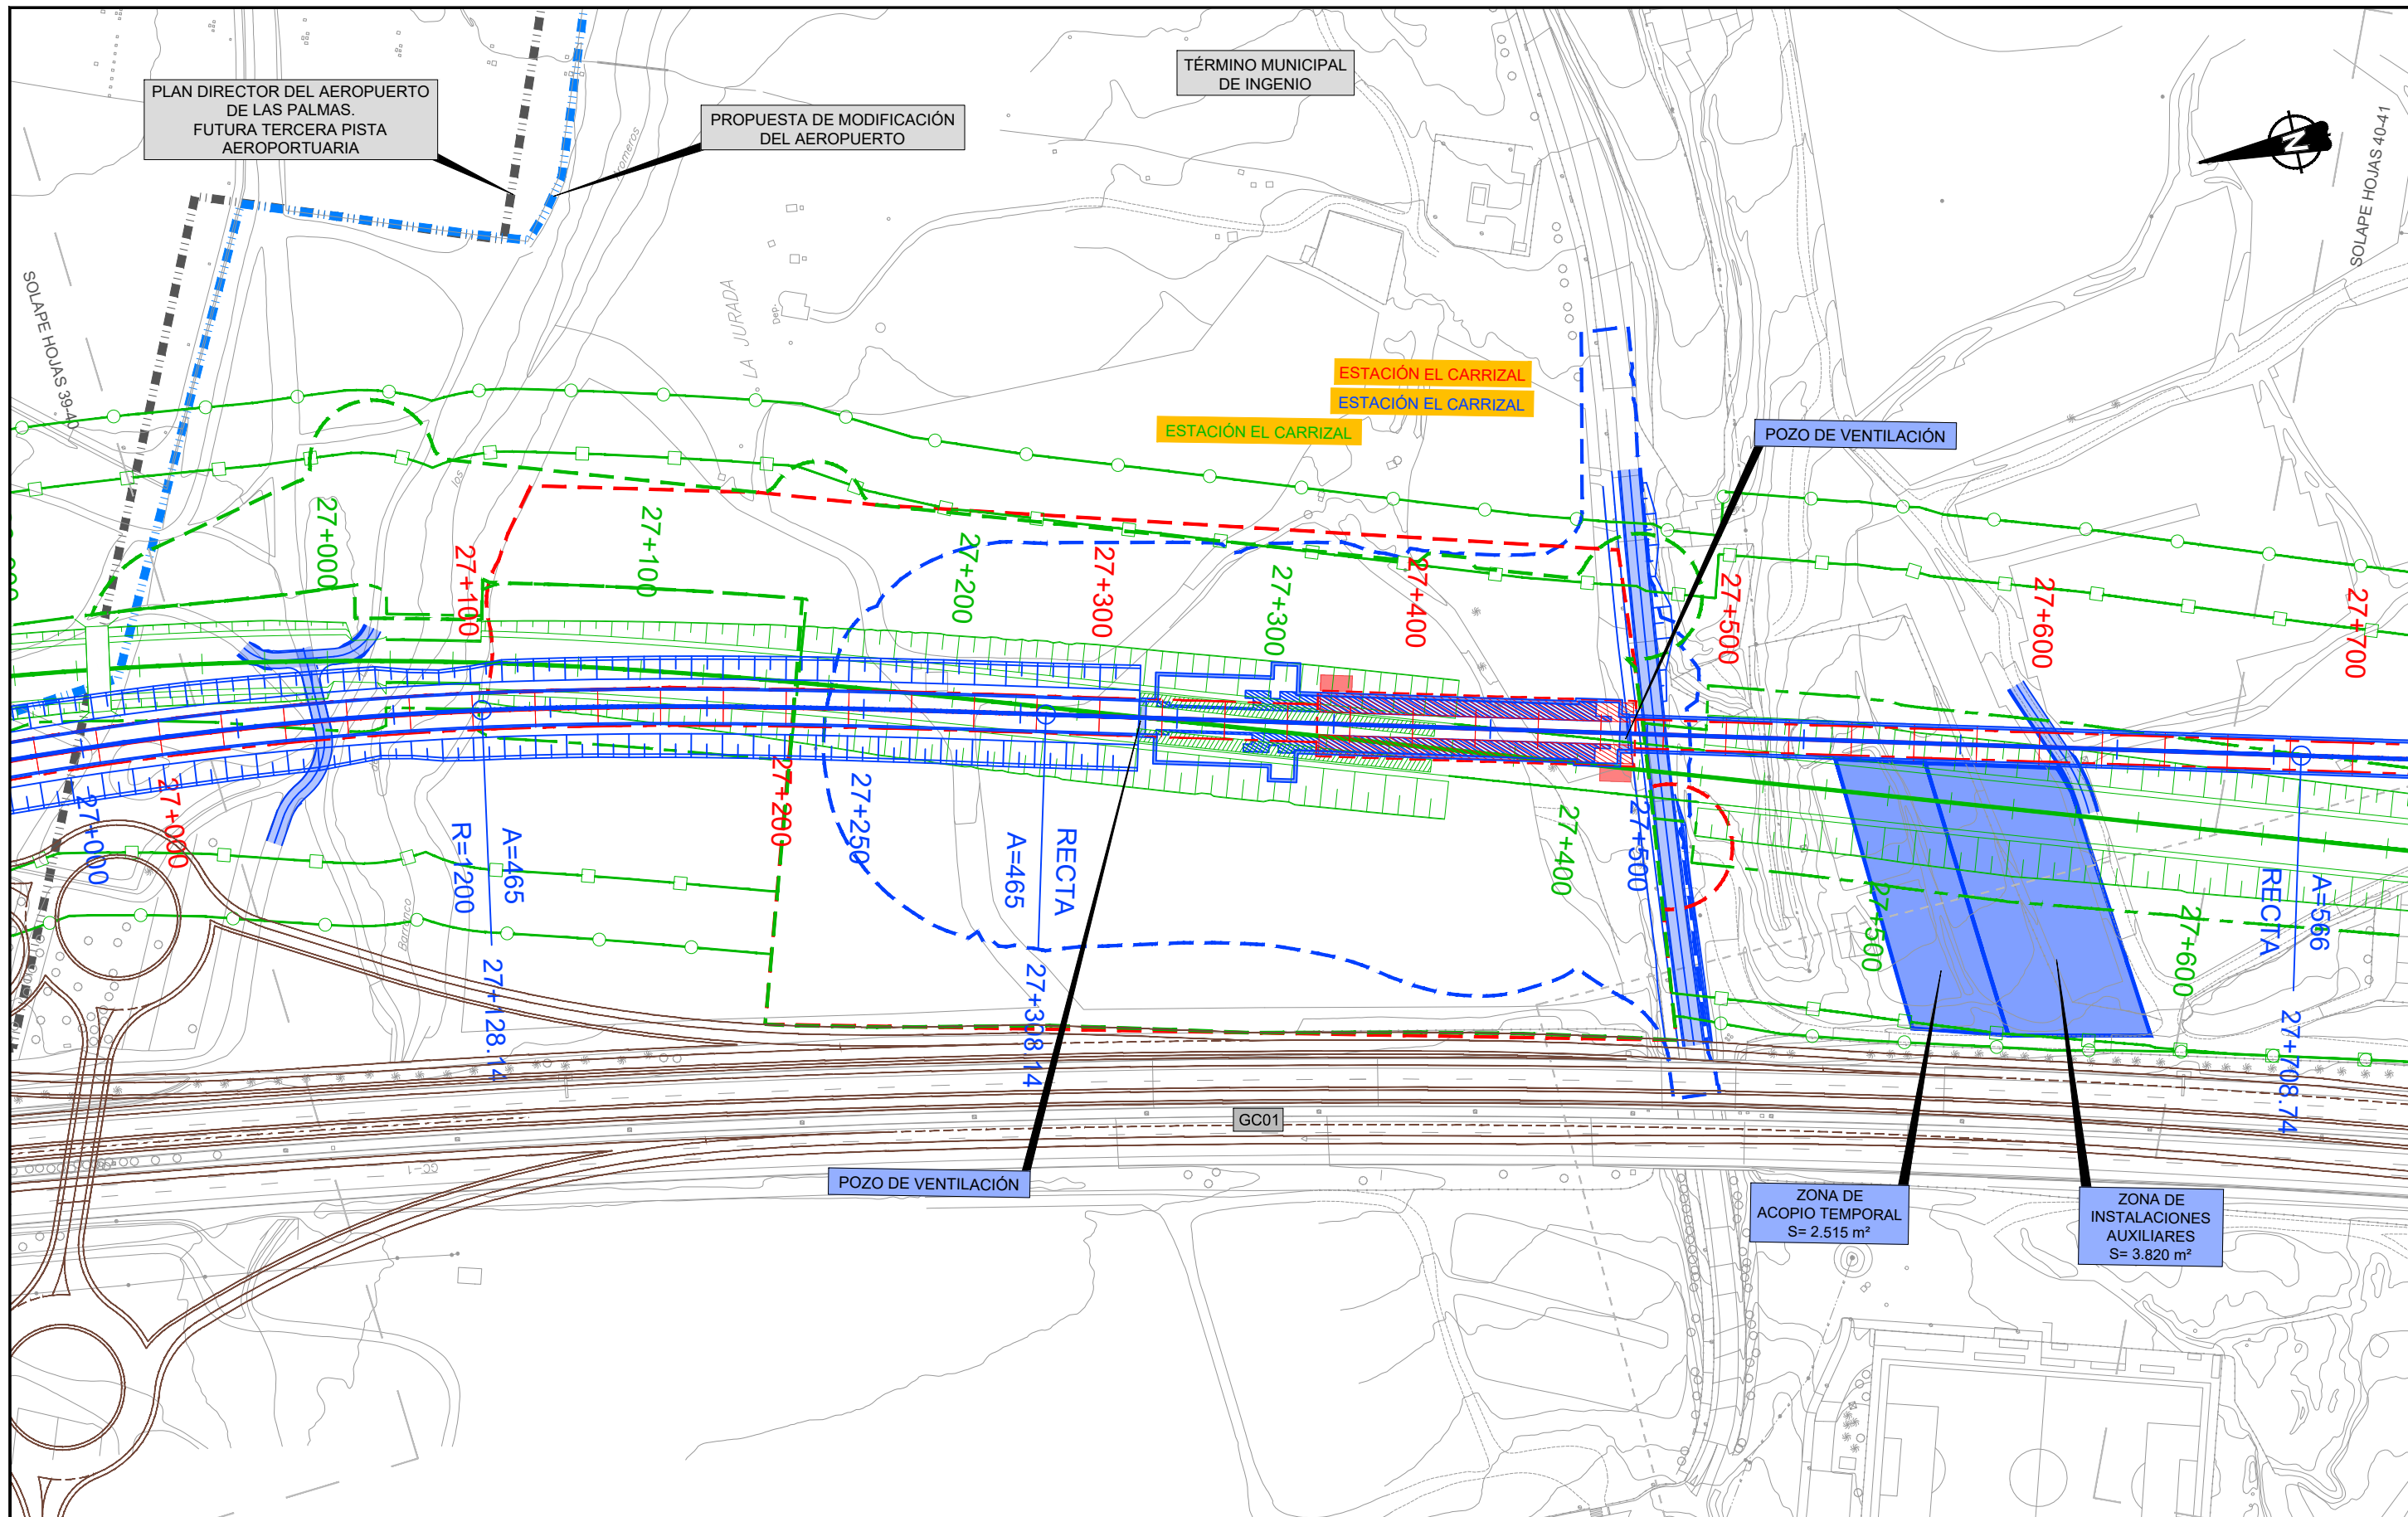 PLAN DIRECTOR DEL AEROPUERTO
DE LAS PALMAS.
FUTURA TERCERA PISTA
AEROPORTUARIA
PROPUESTA DE MODIFICACIÓN
DEL AEROPUERTO
TÉRMINO MUNICIPAL
DE INGENIO
N
SOLAPE HOJAS 40-41
SOLAPE HOJAS 39-40
LA JURADA
Dep.
los
Barranco
ESTACIÓN EL CARRIZAL
ESTACIÓN EL CARRIZAL
ESTACIÓN EL CARRIZAL
POZO DE VENTILACIÓN
27+000
27+100
27+100
27+200
27+300
27+300
27+400
27+500
27+600
27+700
27+000
27+000
R=1200
A=465
27+128.14
27+200
27+250
A=465
RECTA
27+308.14
27+400
27+500
27+500
27+600
RECTA
A=566
27+708.74
GC01
GC-1
POZO DE VENTILACIÓN
ZONA DE
ACOPIO TEMPORAL
S= 2.515 m²
ZONA DE
INSTALACIONES
AUXILIARES
S= 3.820 m²